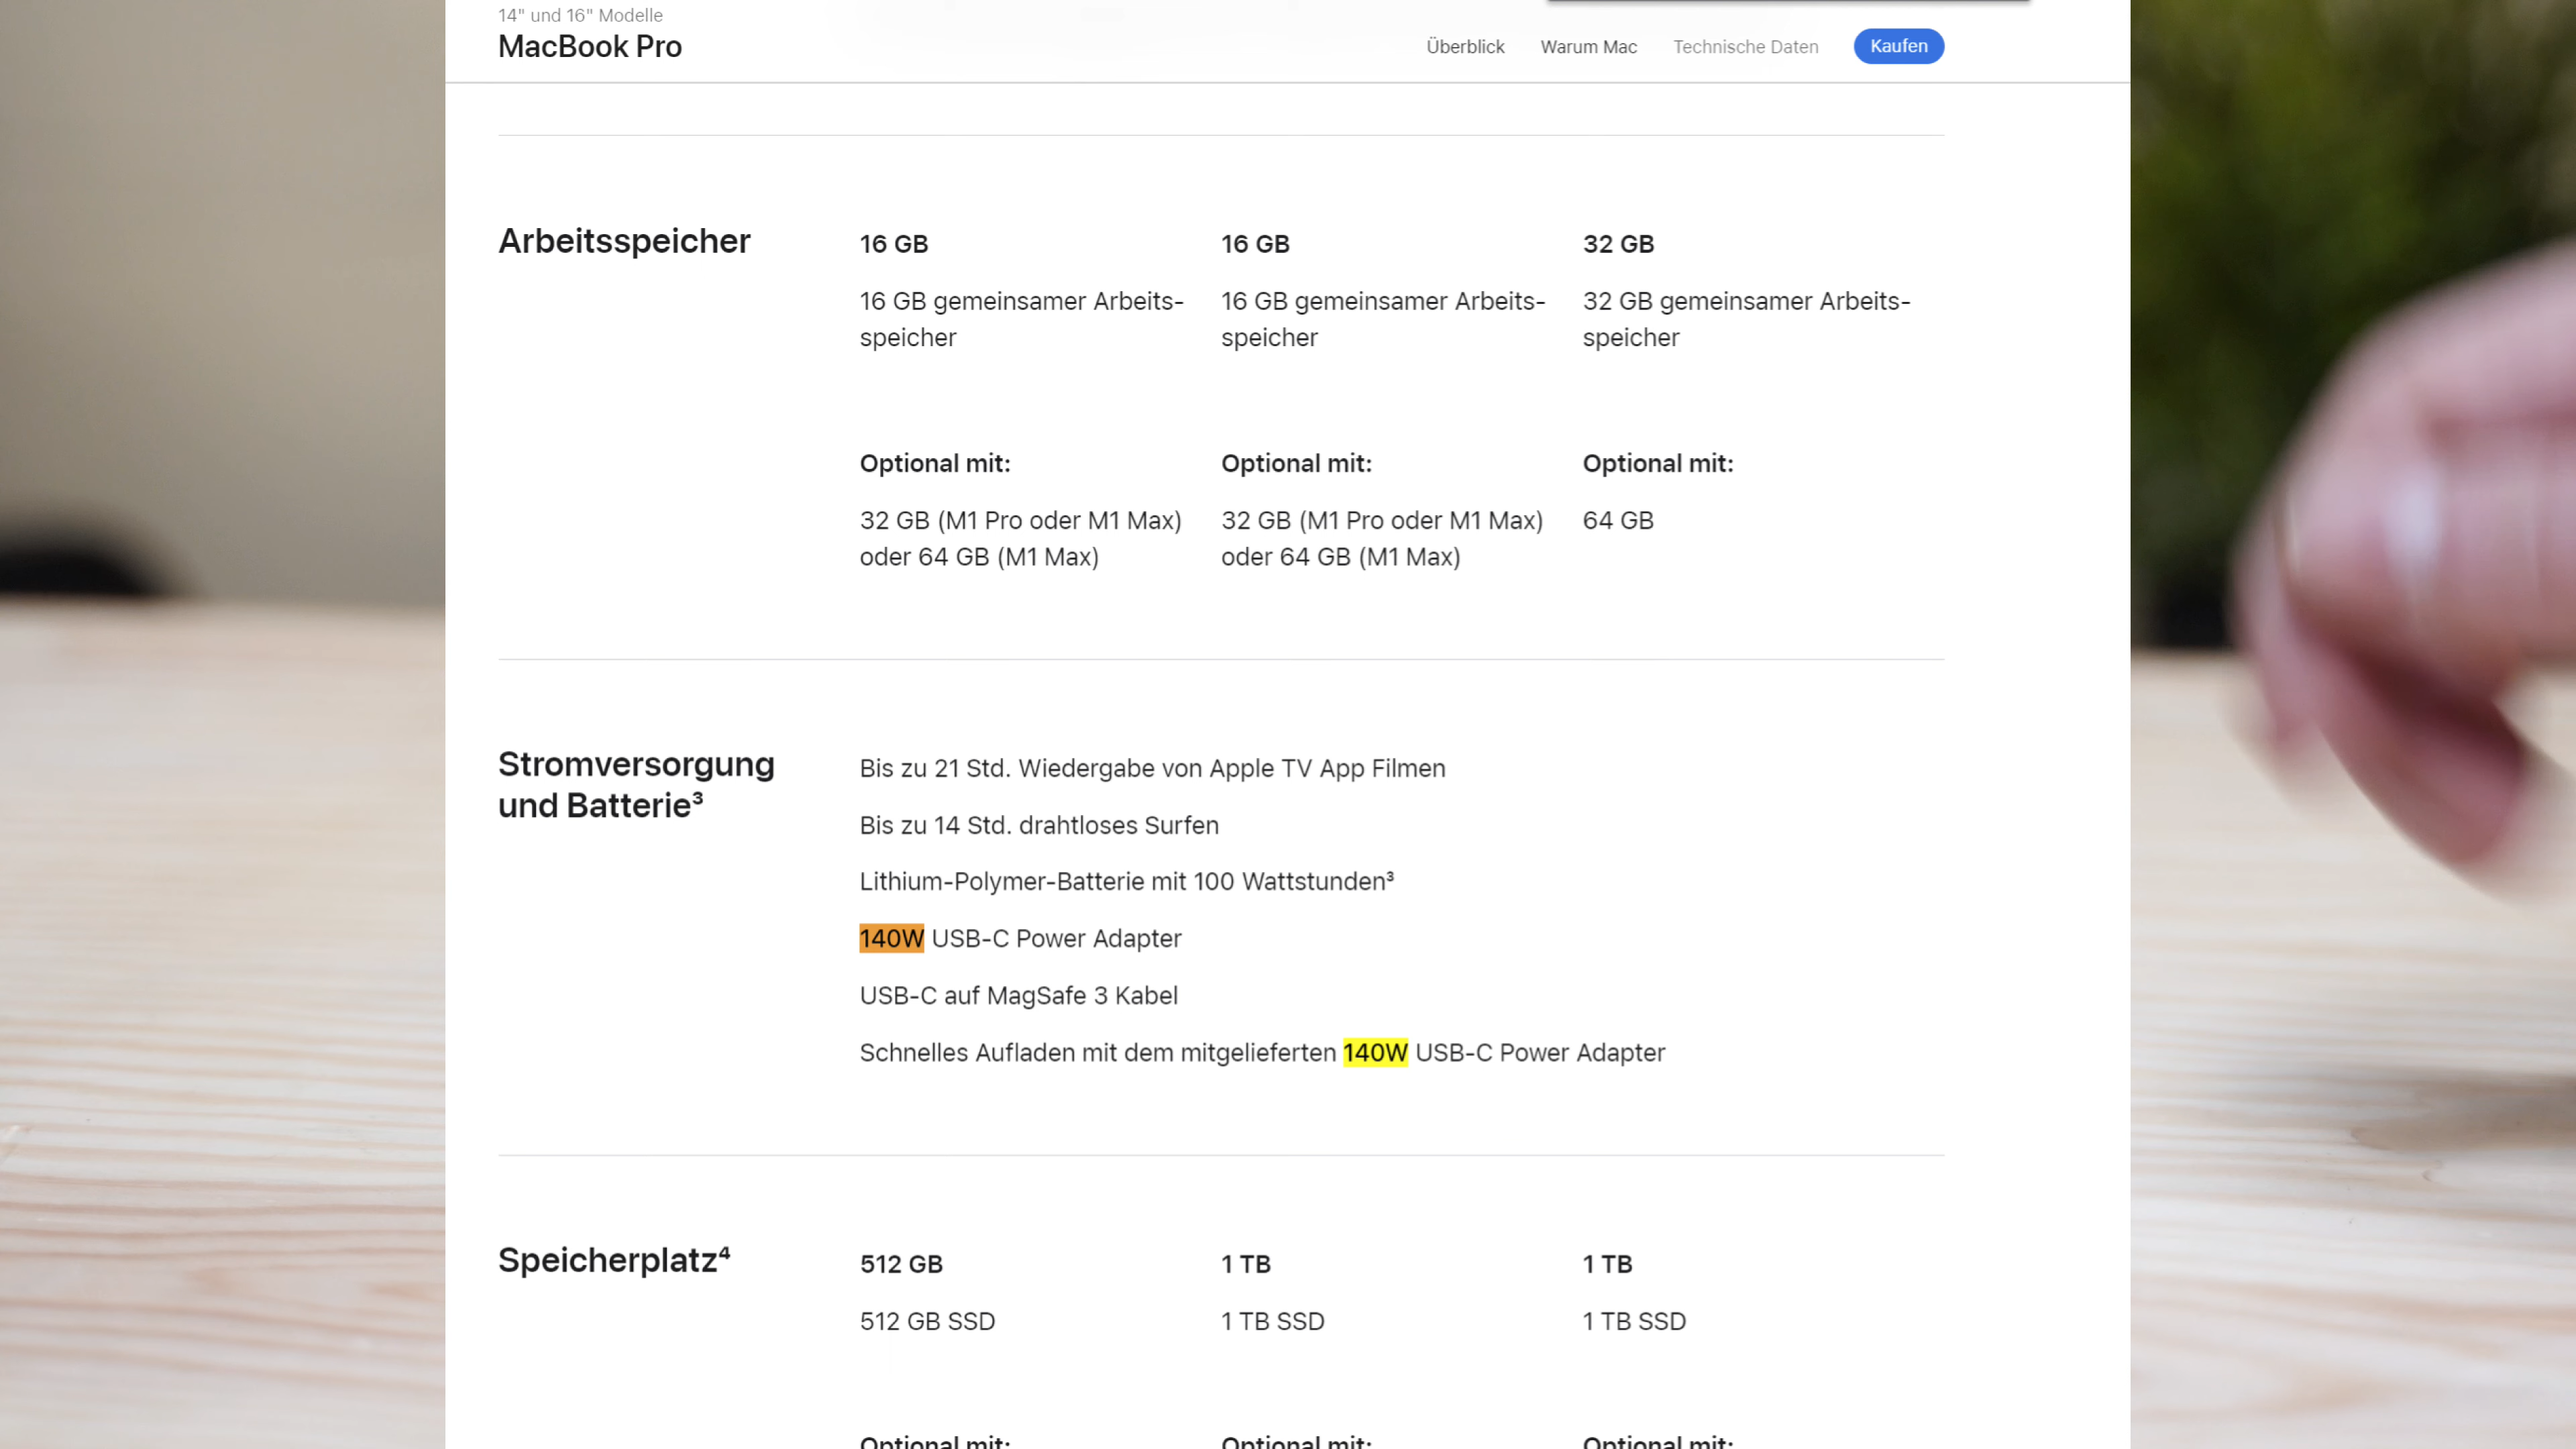 14" und 16" Modelle
MacBook Pro
Überblick
Warum Mac
Technische Daten
Kaufen
Arbeitsspeicher
16 GB
16 GB
32 GB
16 GB gemeinsamer Arbeits-
speicher
16 GB gemeinsamer Arbeits-
speicher
32 GB gemeinsamer Arbeits-
speicher
Optional mit:
Optional mit:
Optional mit:
32 GB (M1 Pro oder M1 Max)
oder 64 GB (M1 Max)
32 GB (M1 Pro oder M1 Max)
oder 64 GB (M1 Max)
64 GB
Stromversorgung
und Batterie³
Bis zu 21 Std. Wiedergabe von Apple TV App Filmen
Bis zu 14 Std. drahtloses Surfen
Lithium-Polymer-Batterie mit 100 Wattstunden³
140W USB-C Power Adapter
USB-C auf MagSafe 3 Kabel
Schnelles Aufladen mit dem mitgelieferten 140W USB-C Power Adapter
Speicherplatz⁴
512 GB
1 TB
1 TB
512 GB SSD
1 TB SSD
1 TB SSD
Optional mit:
Optional mit:
Optional mit: